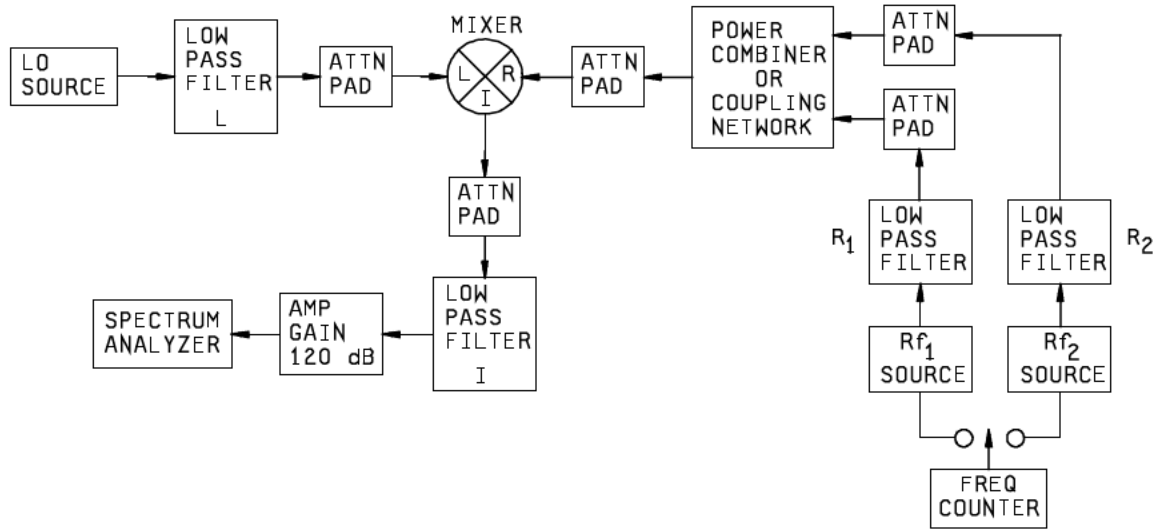 LO
SOURCE
LOW
PASS
FILTER
L
ATTN
PAD
MIXER
L
R
I
ATTN
PAD
POWER
COMBINER
OR
COUPLING
NETWORK
ATTN
PAD
ATTN
PAD
R1
LOW
PASS
FILTER
LOW
PASS
FILTER
R2
Rf1
SOURCE
Rf2
SOURCE
FREQ
COUNTER
ATTN
PAD
LOW
PASS
FILTER
I
AMP
GAIN
120 dB
SPECTRUM
ANALYZER